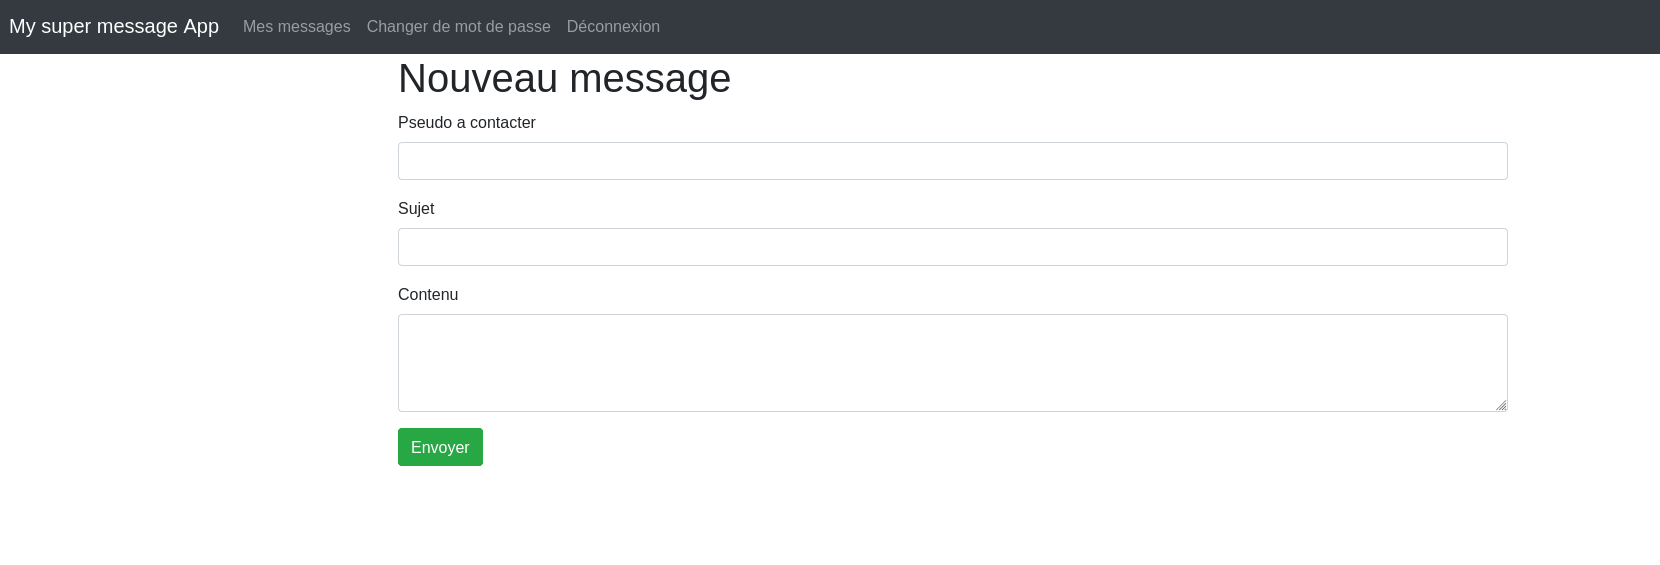 My super message App Mes messages Changer de mot de passe Déconnexion
Nouveau message
Pseudo a contacter
Sujet
Contenu
Envoyer